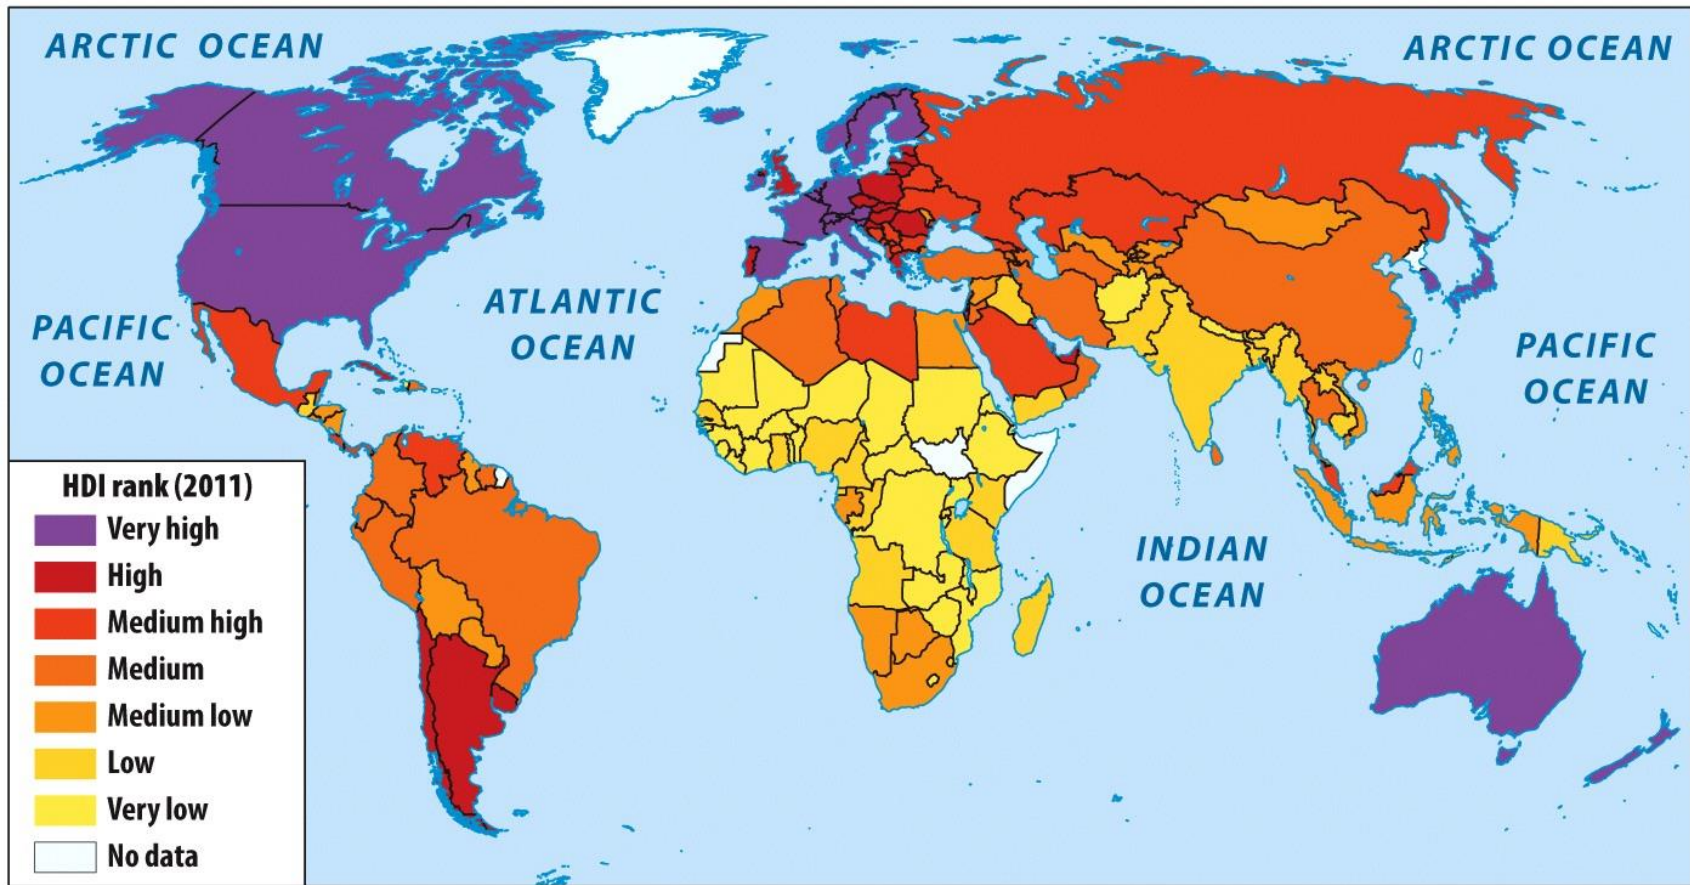 ARCTIC OCEAN
ARCTIC OCEAN
PACIFIC
OCEAN
ATLANTIC
OCEAN
PACIFIC
OCEAN
INDIAN
OCEAN
HDI rank (2011)
Very high
High
Medium high
Medium
Medium low
Low
Very low
No data